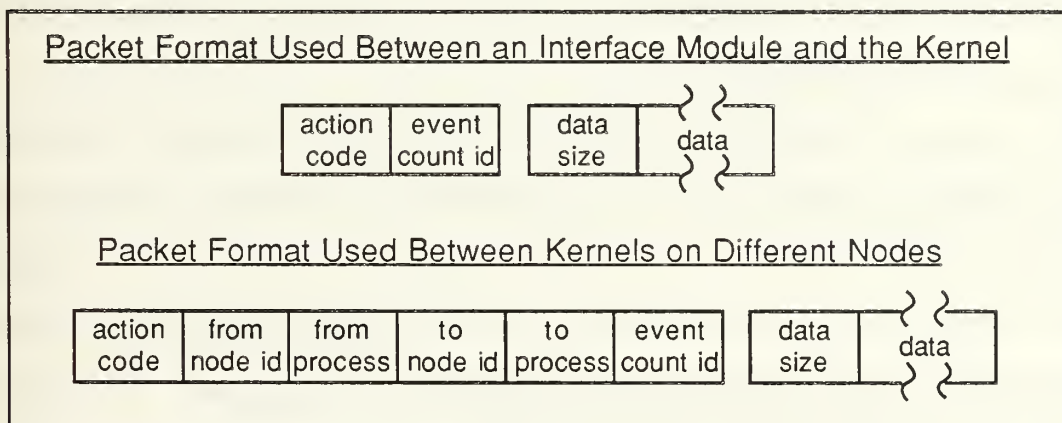 Packet Format Used Between an Interface Module and the Kernel
action code
event count id
data size
data
Packet Format Used Between Kernels on Different Nodes
action code
from node id
from process
to node id
to process
event count id
data size
data